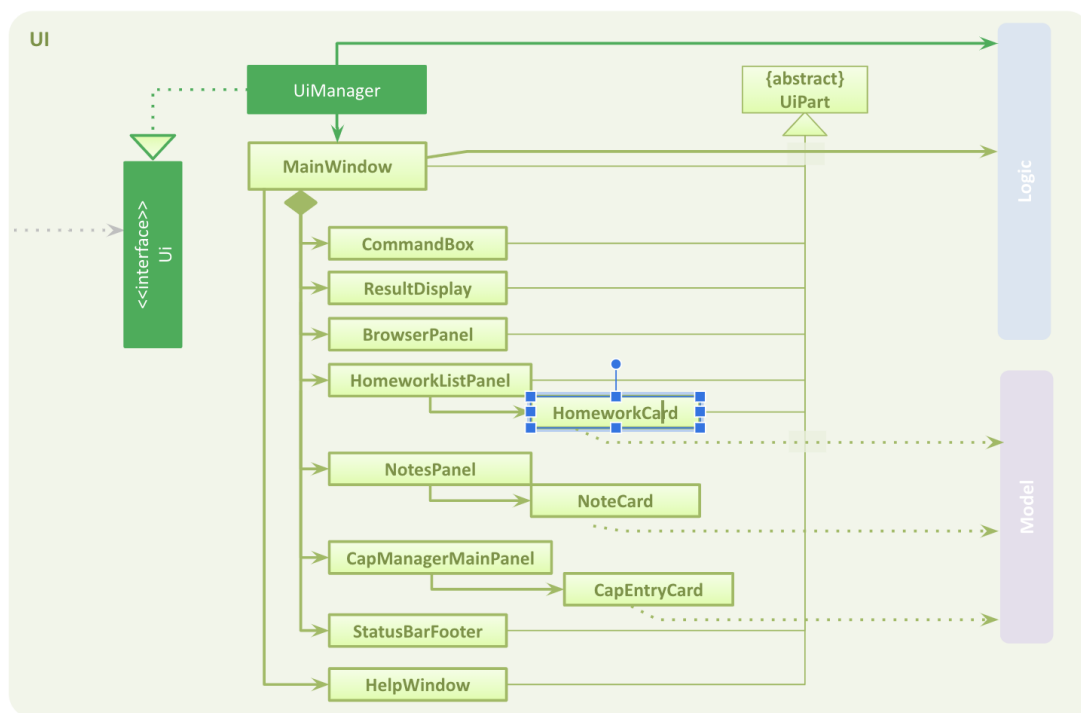 UI
UiManager
{abstract}
UiPart
MainWindow
Logic
<<interface>>
Ui
CommandBox
ResultDisplay
BrowserPanel
HomeworkListPanel
HomeworkCard
NotesPanel
NoteCard
Model
CapManagerMainPanel
CapEntryCard
StatusBarFooter
HelpWindow